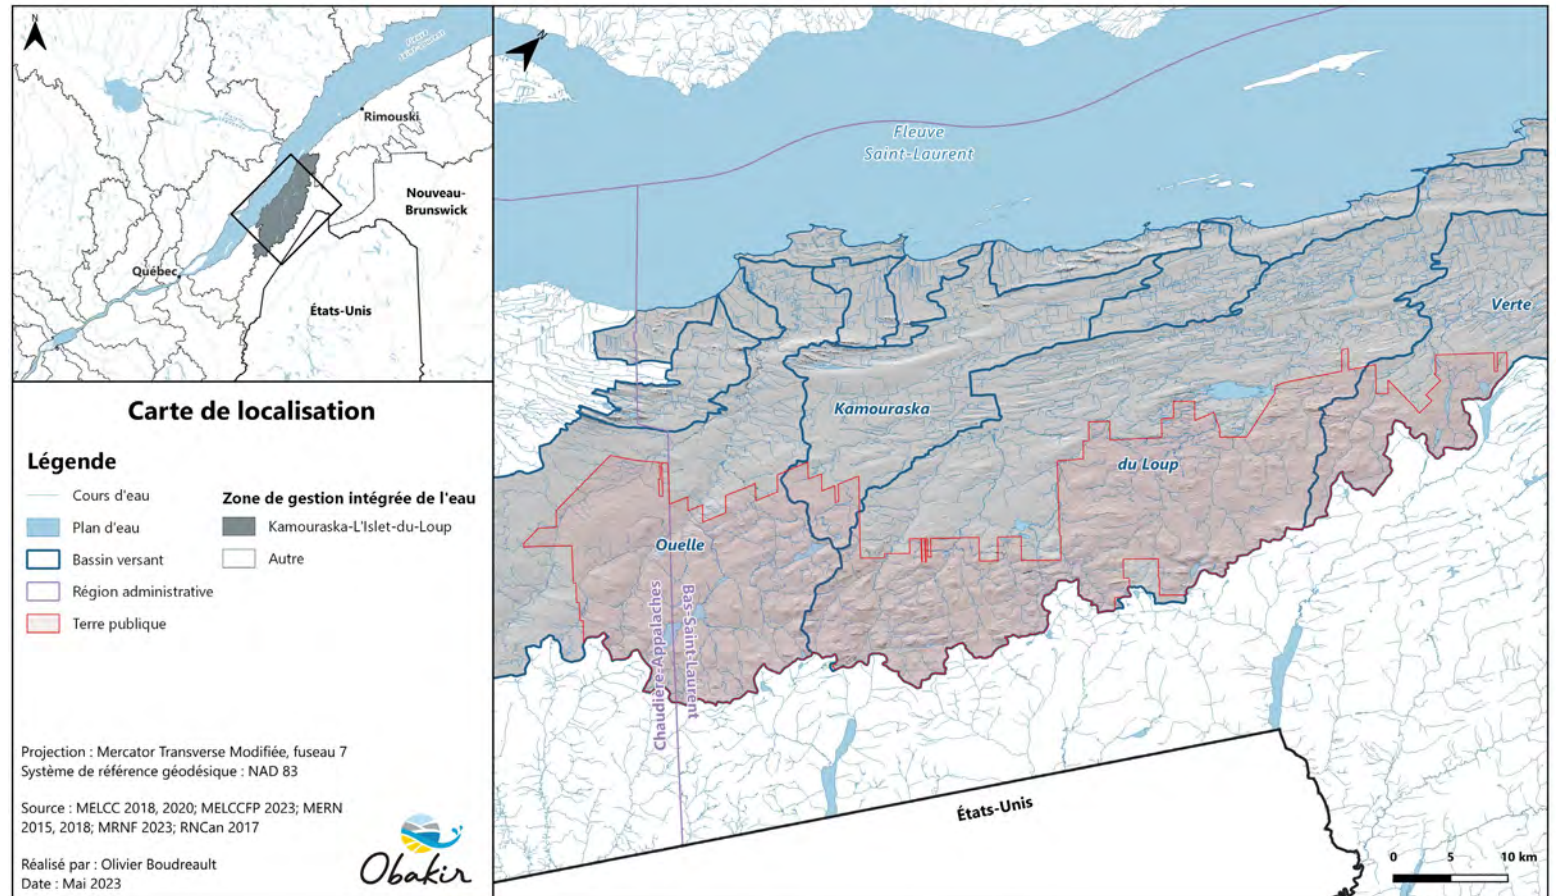 N
Fleuve
Saint-Laurent
Rimouski
Nouveau-
Brunswick
Québec
États-Unis
Carte de localisation
Légende
Cours d'eau
Plan d'eau
Bassin versant
Région administrative
Terre publique
Zone de gestion intégrée de l'eau
Kamouraska-L'Islet-du-Loup
Autre
Projection : Mercator Transverse Modifiée, fuseau 7
Système de référence géodésique : NAD 83
Source : MELCC 2018, 2020; MELCCFP 2023; MERN
2015, 2018; MRNF 2023; RNCan 2017
Réalisé par : Olivier Boudreault
Date : Mai 2023
Obakir
N
Fleuve
Saint-Laurent
Verte
Kamouraska
du Loup
Ouelle
Chaudière-Appalaches
Bas-Saint-Laurent
États-Unis
0 5 10 km